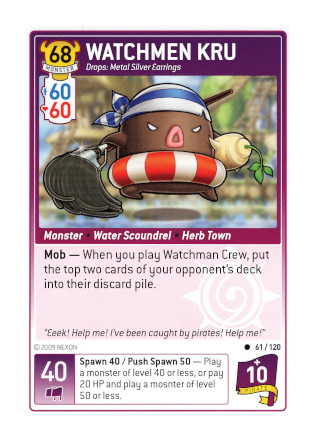 68
MONSTER
WATCHMEN KRU
Drops: Metal Silver Earrings
60
60
Monster • Water Scoundrel • Herb Town
Mob — When you play Watchman Crew, put
the top two cards of your opponent's deck
into their discard pile.
"Eeek! Help me! I've been caught by pirates! Help me!"
©2009 NEXON
61/120
40
Spawn 40 / Push Spawn 50 — Play
a monster of level 40 or less, or pay
20 HP and play a mosnter of level
50 or less.
+
10
PIRATE